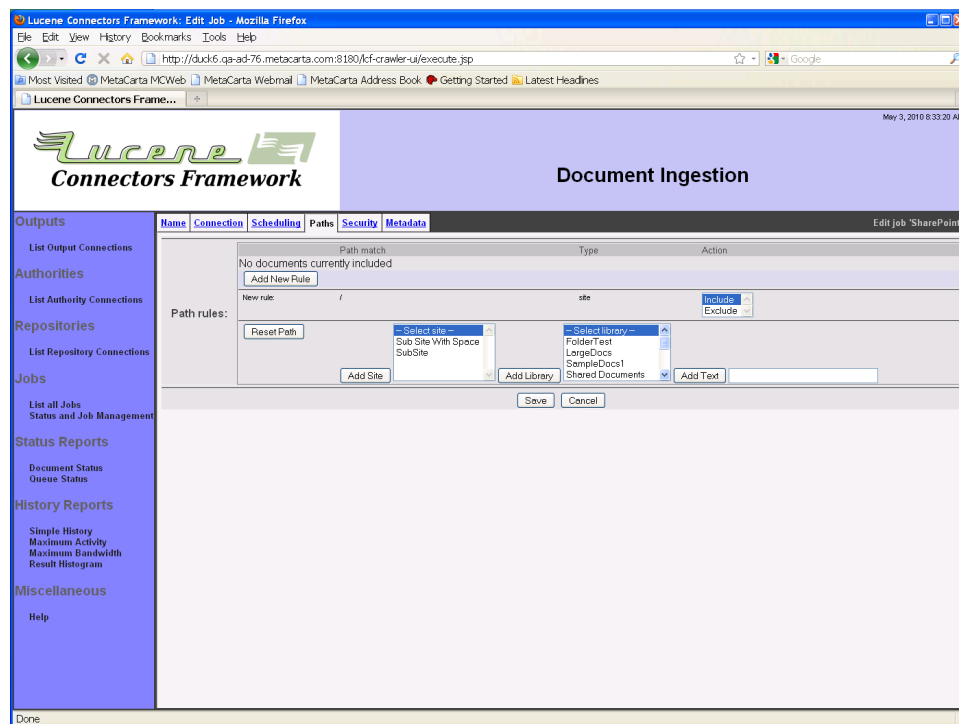 Lucene Connectors Framework: Edit Job - Mozilla Firefox
File Edit View History Bookmarks Tools Help
http://duck6.qa-ad-76.metacarta.com:8180/lcf-crawler-ui/execute.jsp
Google
Most Visited MetaCarta MCWeb MetaCarta Webmail MetaCarta Address Book Getting Started Latest Headlines
Lucene Connectors Frame...
May 3, 2010 8:33:20 AM
Lucene
Connectors Framework
Document Ingestion
Outputs
List Output Connections
Authorities
List Authority Connections
Repositories
List Repository Connections
Jobs
List all Jobs
Status and Job Management
Status Reports
Document Status
Queue Status
History Reports
Simple History
Maximum Activity
Maximum Bandwidth
Result Histogram
Miscellaneous
Help
Name Connection Scheduling Paths Security Metadata
Edit job 'SharePoint
Path rules:
Path match Type Action
No documents currently included
Add New Rule
New rule: / site
Include
Exclude
Reset Path
Add Site
-- Select site --
Sub Site With Space
SubSite
Add Library
-- Select library --
FolderTest
LargeDocs
SampleDocs1
Shared Documents
Add Text
Save Cancel
Done